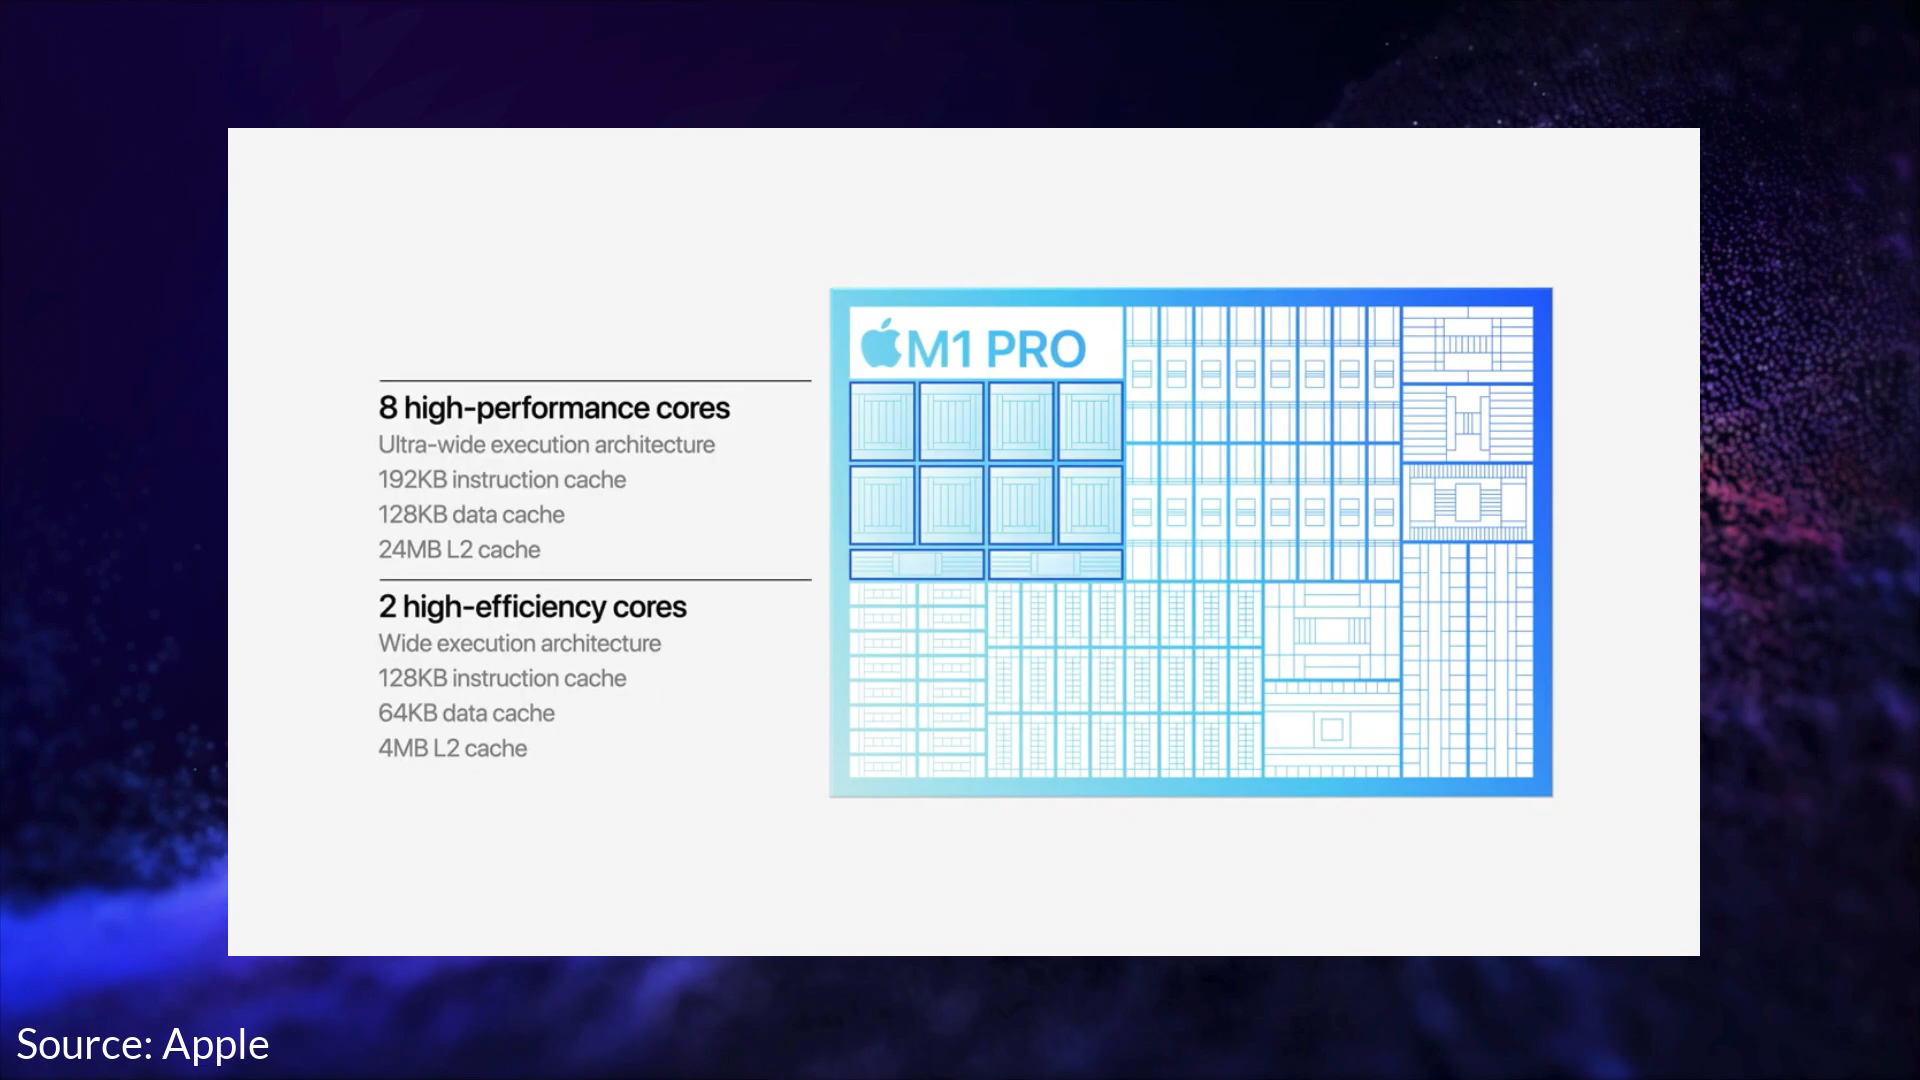 M1 PRO
8 high-performance cores
Ultra-wide execution architecture
192KB instruction cache
128KB data cache
24MB L2 cache
2 high-efficiency cores
Wide execution architecture
128KB instruction cache
64KB data cache
4MB L2 cache
Source: Apple